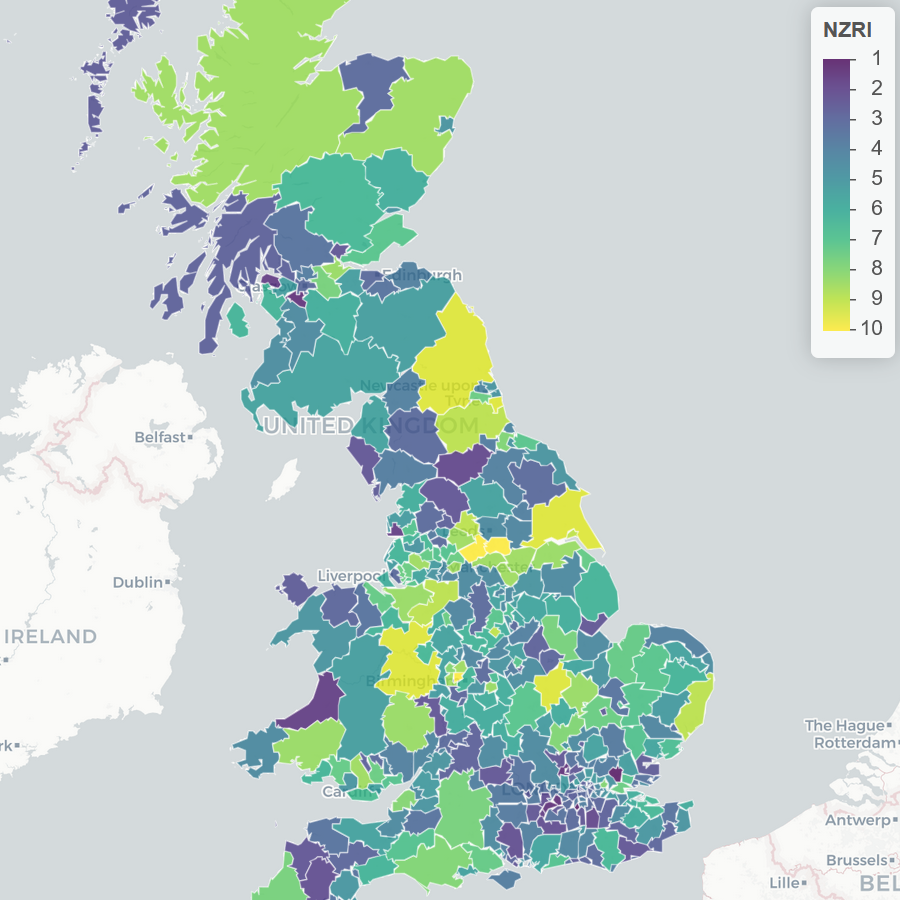 NZRI
1
2
3
4
5
6
7
8
9
10
Edinburgh
Glasgow
Newcastle upon
Tyne
UNITED KINGDOM
Belfast
Leeds
Manchester
Dublin
Liverpool
IRELAND
Birmingham
The Hague
Rotterdam
rk
Cardiff
LONDON
Antwerp
Brussels
Lille
BEL